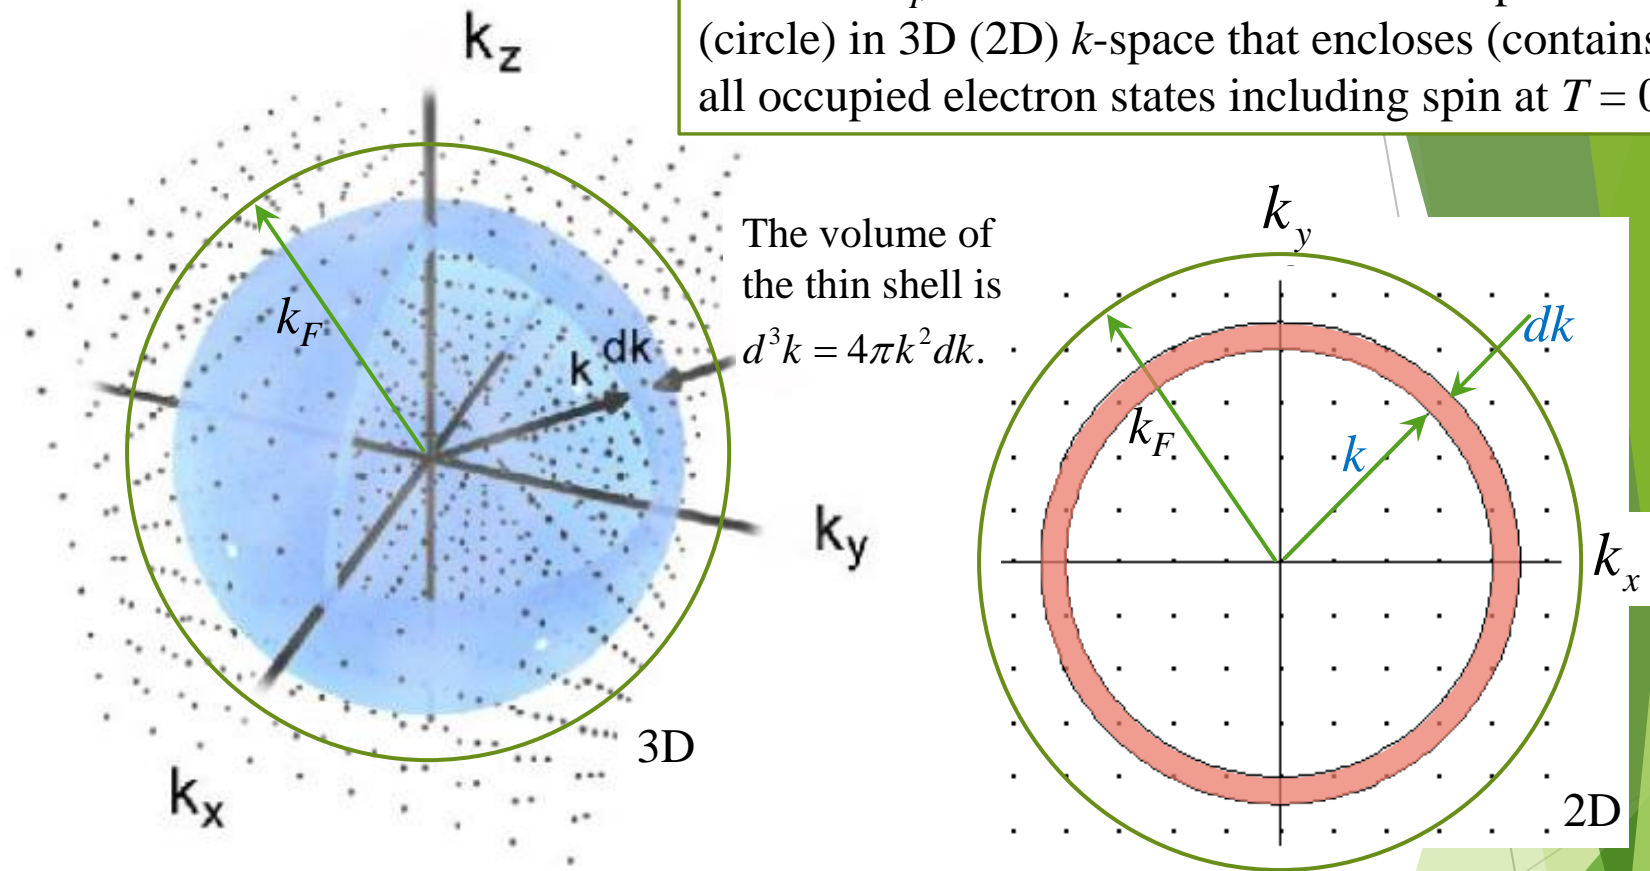 (circle) in 3D (2D) k-space that encloses (contains
all occupied electron states including spin at T = 0
k_z
The volume of
the thin shell is
d³k = 4πk²dk.
k_F
k
dk
k_y
k_x
3D
k_y
dk
k_F
k
k_x
2D